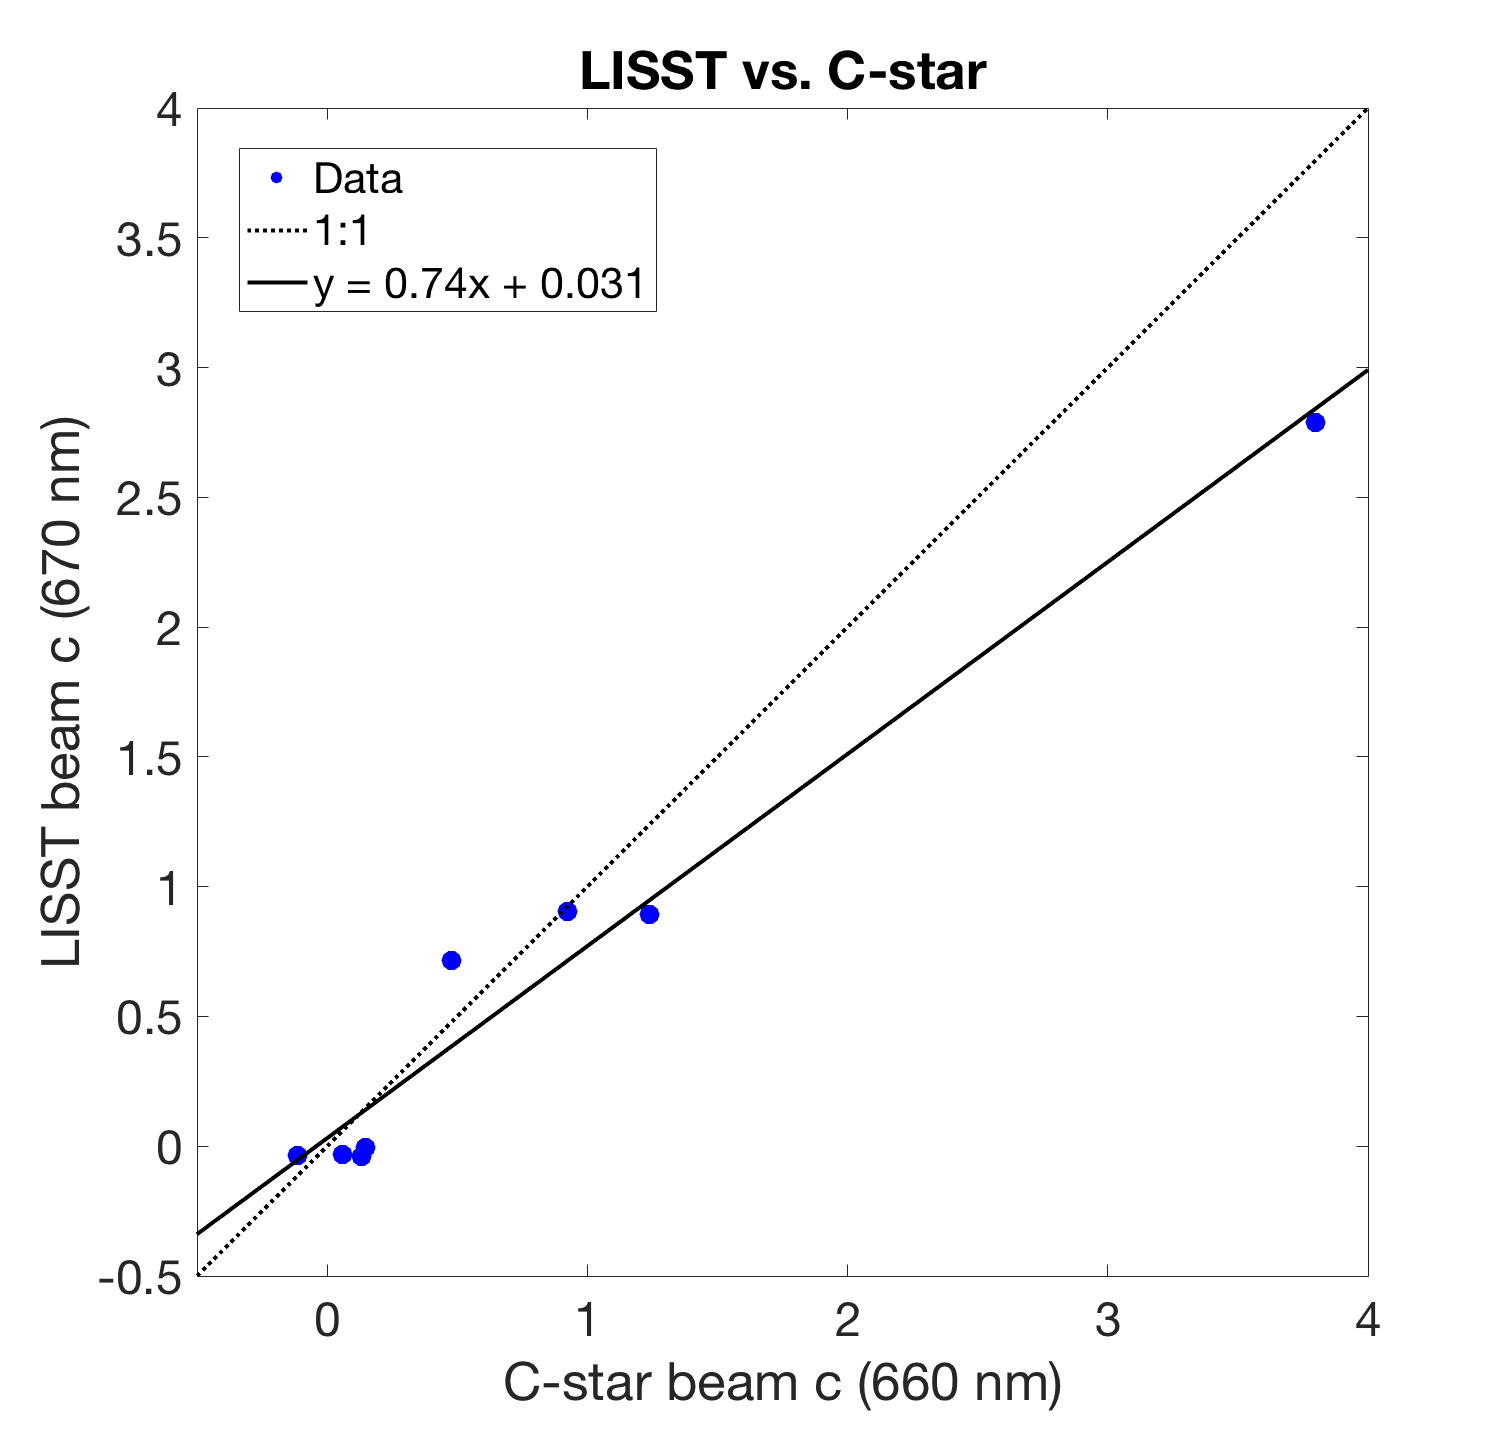 LISST vs. C-star
4
Data
1:1
y = 0.74x + 0.031
3.5
3
2.5
2
1.5
1
0.5
0
-0.5
LISST beam c (670 nm)
0 1 2 3 4
C-star beam c (660 nm)